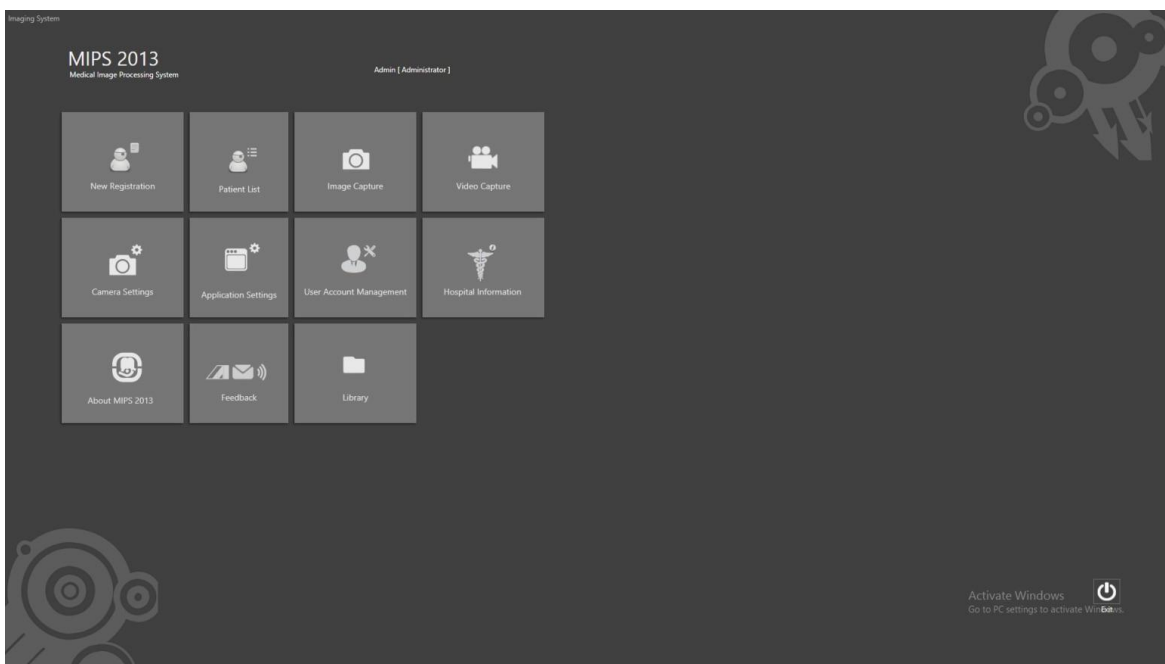 Imaging System
MIPS 2013
Medical Image Processing System
Admin [ Administrator ]
New Registration
Patient List
Image Capture
Video Capture
Camera Settings
Application Settings
User Account Management
Hospital Information
About MIPS 2013
Feedback
Library
Activate Windows
Go to PC settings to activate Windows.
Exit